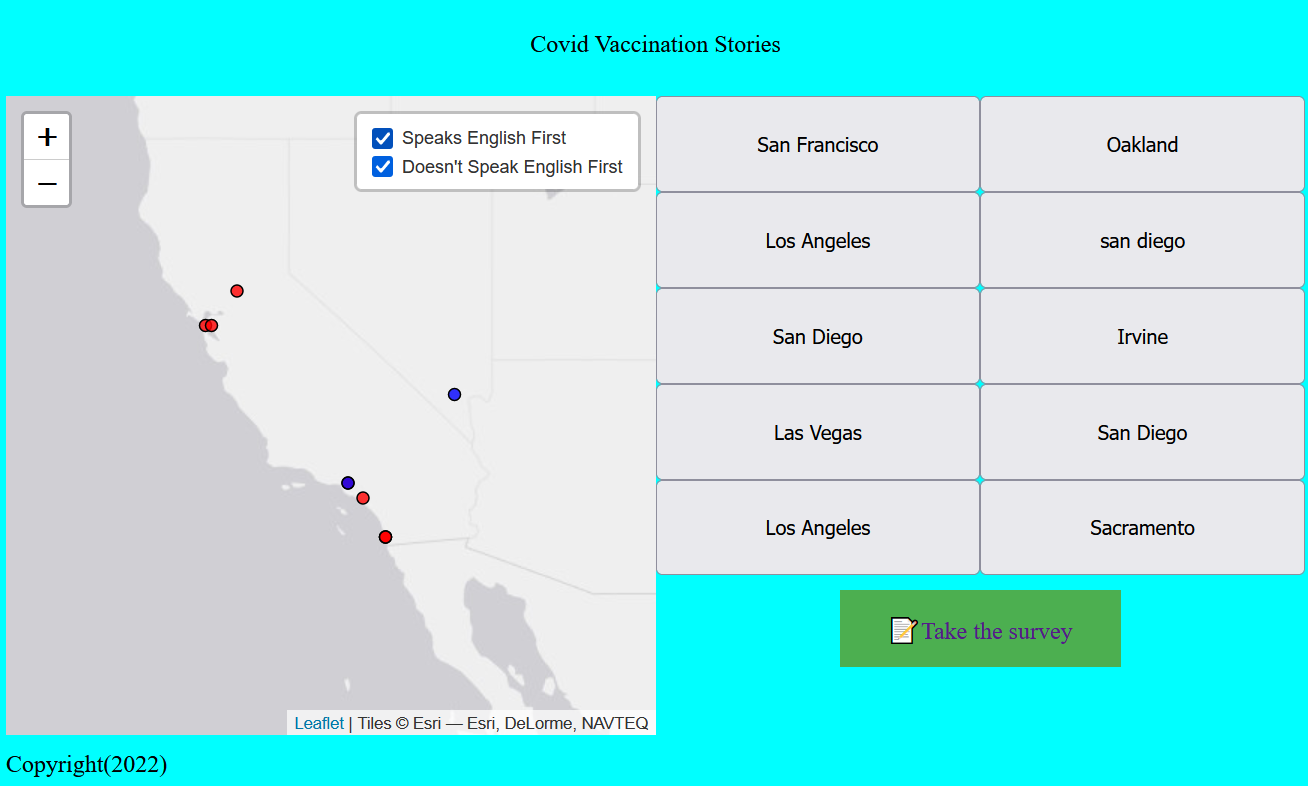 Covid Vaccination Stories
+
−
Speaks English First
Doesn't Speak English First
San Francisco
Oakland
Los Angeles
san diego
San Diego
Irvine
Las Vegas
San Diego
Los Angeles
Sacramento
📝Take the survey
Leaflet | Tiles © Esri — Esri, DeLorme, NAVTEQ
Copyright(2022)